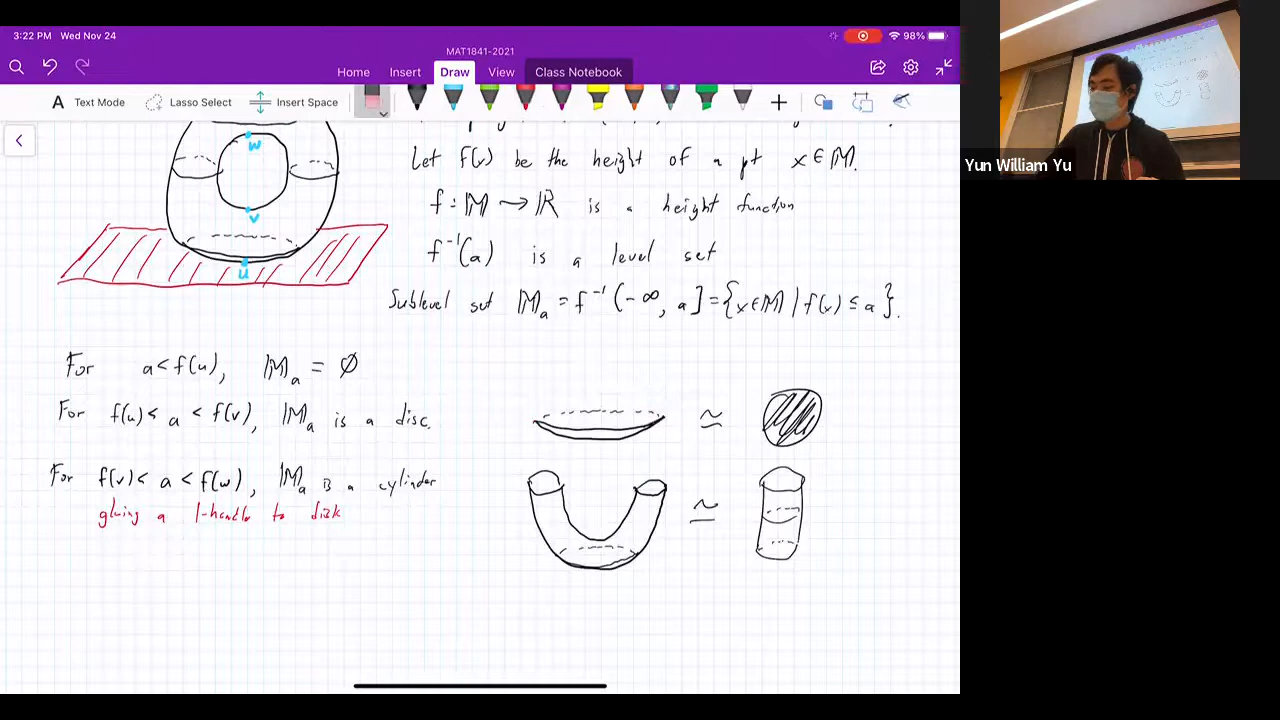 3:22 PM Wed Nov 24
98%
MAT1841-2021
Home Insert Draw View Class Notebook
A Text Mode Lasso Select Insert Space
Yun William Yu
Let f(x) be the height of a pt x ∈ 𝕄.
f: 𝕄 → ℝ is a height function
f⁻¹(a) is a level set
Sublevel set 𝕄ₐ = f⁻¹(-∞, a] = {x∈𝕄 | f(x) ≤ a}.
w
v
u
For a < f(u), 𝕄ₐ = ∅
For f(u) < a < f(v), 𝕄ₐ is a disc.
≃
For f(v) < a < f(w), 𝕄ₐ is a cylinder
gluing a 1-handle to disk
≃